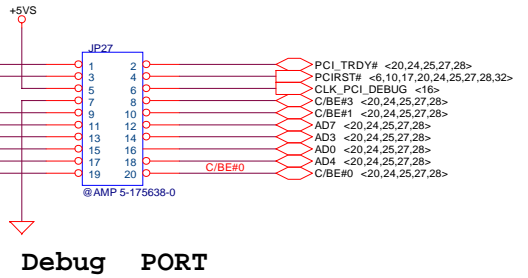 +5VS
JP27
1 2 PCI_TRDY# <20,24,25,27,28>
3 4 PCIRST# <6,10,17,20,24,25,27,28,32>
5 6 CLK_PCI_DEBUG <16>
7 8 C/BE#3 <20,24,25,27,28>
9 10 C/BE#1 <20,24,25,27,28>
11 12 AD7 <20,24,25,27,28>
13 14 AD3 <20,24,25,27,28>
15 16 AD0 <20,24,25,27,28>
17 18 AD4 <20,24,25,27,28>
19 20 C/BE#0 C/BE#0 <20,24,25,27,28>
@AMP 5-175638-0
Debug PORT